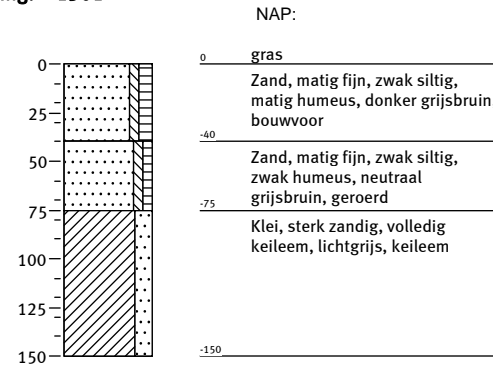 NAP:
0
gras
Zand, matig fijn, zwak siltig,
matig humeus, donker grijsbruin,
bouwvoor
-40
Zand, matig fijn, zwak siltig,
zwak humeus, neutraal
grijsbruin, geroerd
-75
Klei, sterk zandig, volledig
keileem, lichtgrijs, keileem
-150
0
25
50
75
100
125
150